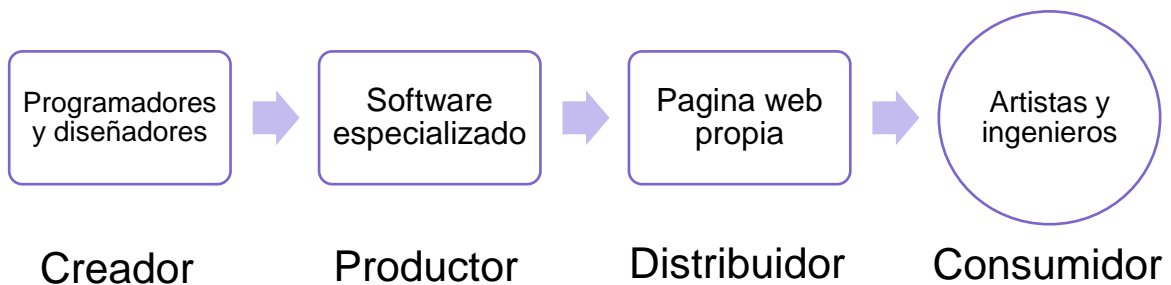 Programadores
y diseñadores
Software
especializado
Pagina web
propia
Artistas y
ingenieros
Creador
Productor
Distribuidor
Consumidor